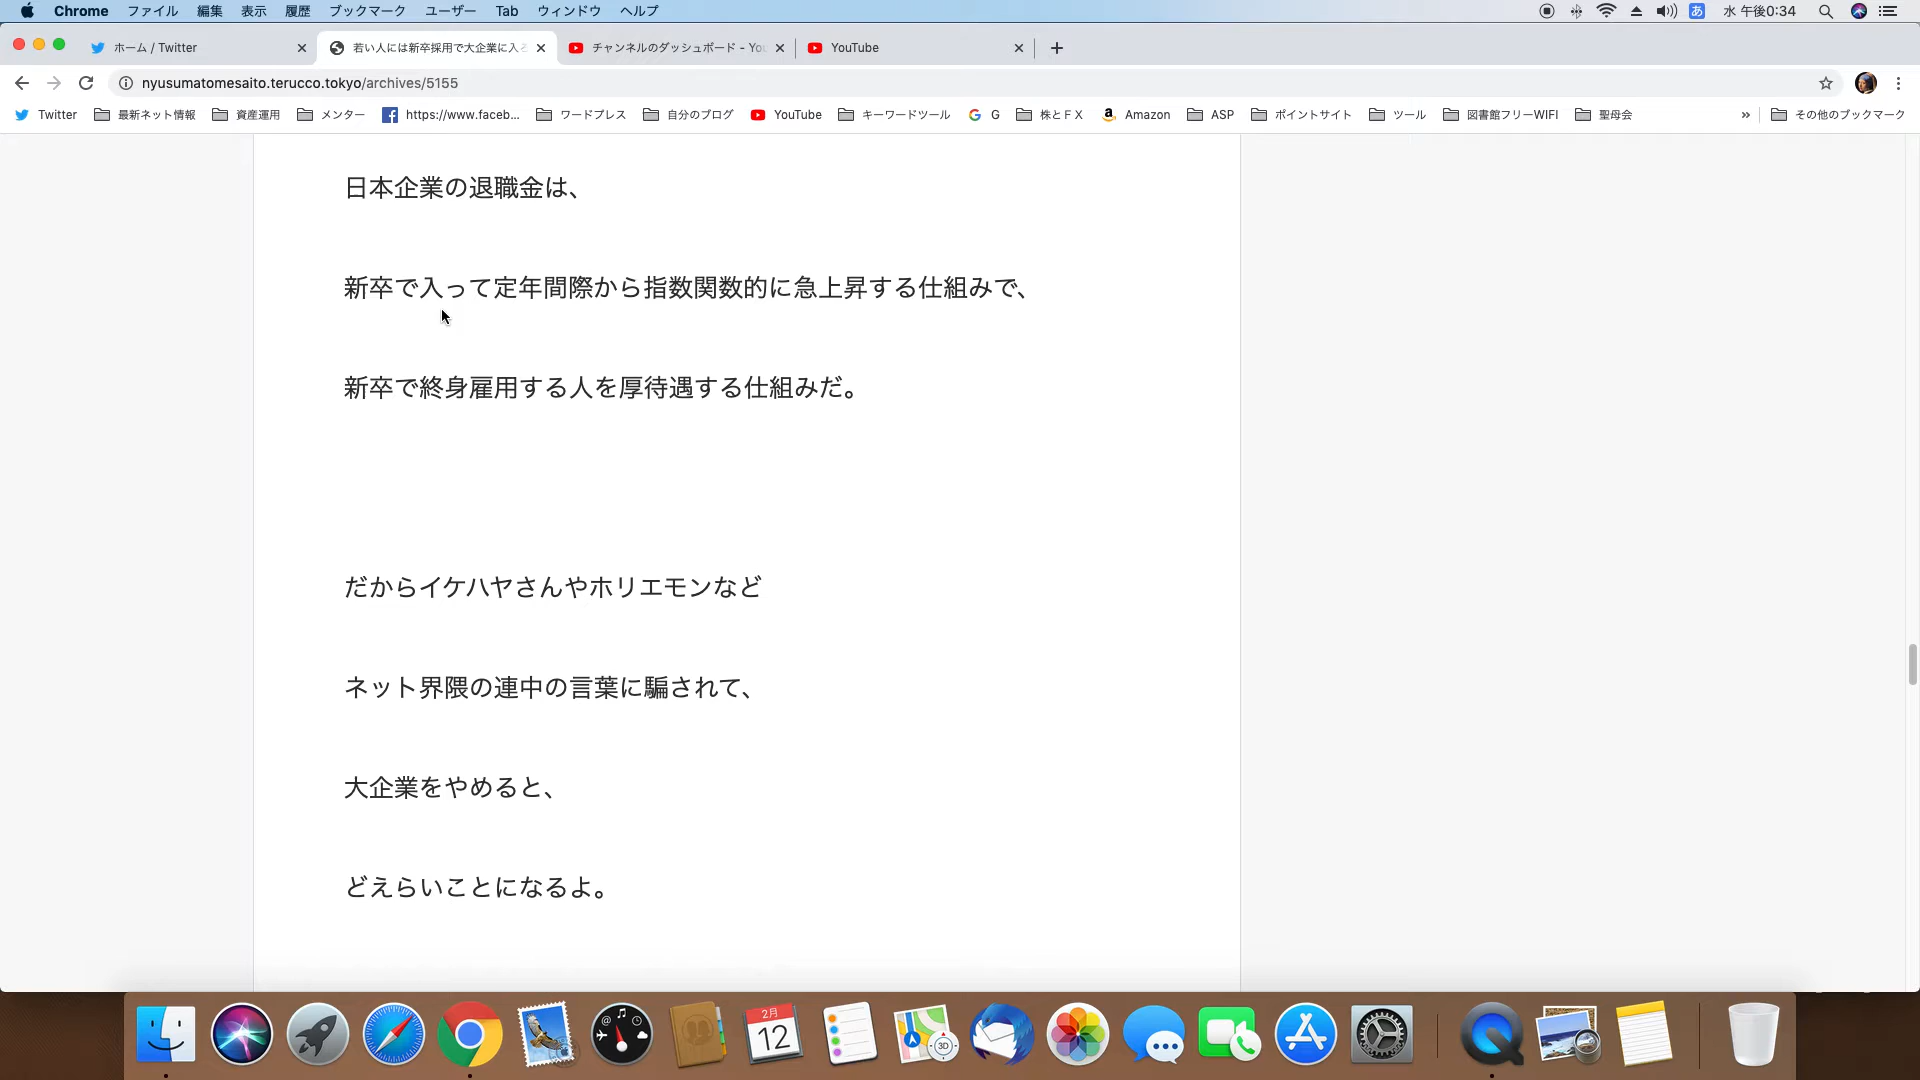 Chrome ファイル 編集 表示 履歴 ブックマーク ユーザー Tab ウィンドウ ヘルプ あ 水 午後0:34
ホーム / Twitter 若い人には新卒採用で大企業に入る チャンネルのダッシュボード - You YouTube
nyusumatomesaito.terucco.tokyo/archives/5155
Twitter 最新ネット情報 資産運用 メンター https://www.faceb... ワードプレス 自分のブログ YouTube キーワードツール G 株とＦＸ Amazon ASP ポイントサイト ツール 図書館フリーWIFI 聖母会 » その他のブックマーク
日本企業の退職金は、
新卒で入って定年間際から指数関数的に急上昇する仕組みで、
新卒で終身雇用する人を厚待遇する仕組みだ。
だからイケハヤさんやホリエモンなど
ネット界隈の連中の言葉に騙されて、
大企業をやめると、
どえらいことになるよ。
2月
12
3D